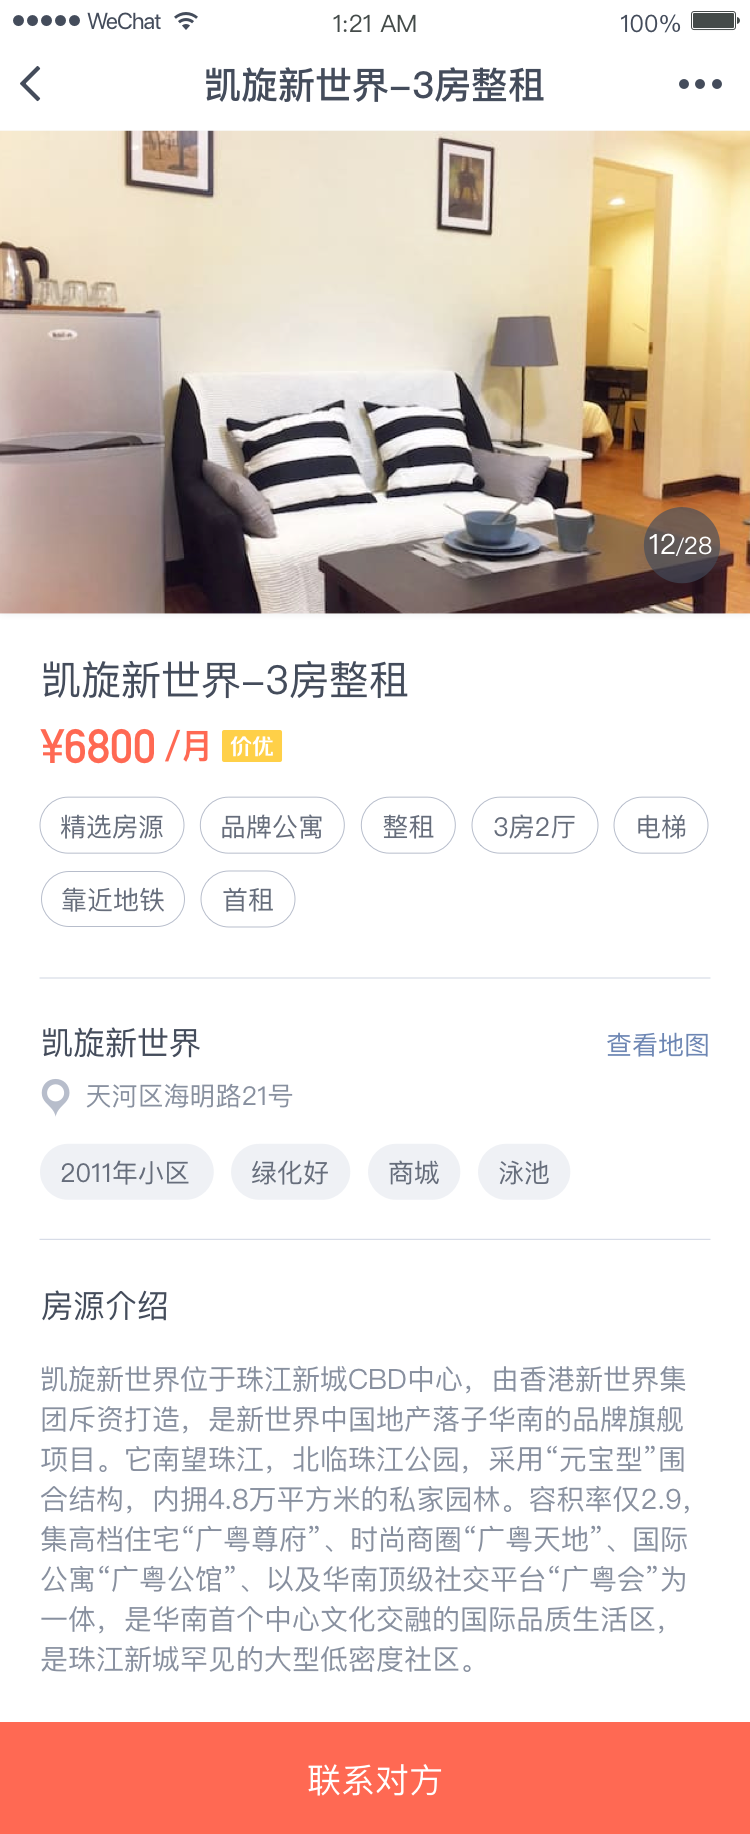 WeChat 1:21 AM 100%
凯旋新世界–3房整租
12/28
凯旋新世界–3房整租
¥6800 /月 价优
精选房源 品牌公寓 整租 3房2厅 电梯
靠近地铁 首租
凯旋新世界 查看地图
天河区海明路21号
2011年小区 绿化好 商城 泳池
房源介绍
凯旋新世界位于珠江新城CBD中心，由香港新世界集
团斥资打造，是新世界中国地产落子华南的品牌旗舰
项目。它南望珠江，北临珠江公园，采用“元宝型”围
合结构，内拥4.8万平方米的私家园林。容积率仅2.9,
集高档住宅“广粤尊府”、时尚商圈“广粤天地”、国际
公寓“广粤公馆”、以及华南顶级社交平台“广粤会”为
一体，是华南首个中心文化交融的国际品质生活区，
是珠江新城罕见的大型低密度社区。
联系对方